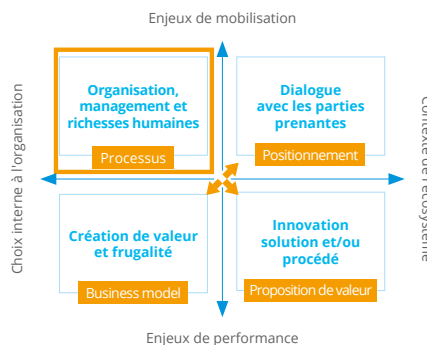 Enjeux de mobilisation
Choix interne à l'organisation
Organisation,
management et
richesses humaines
Processus
Dialogue
avec les parties
prenantes
Positionnement
Contexte de l'écosystème
Création de valeur
et frugalité
Business model
Innovation
solution et/ou
procédé
Proposition de valeur
Enjeux de performance